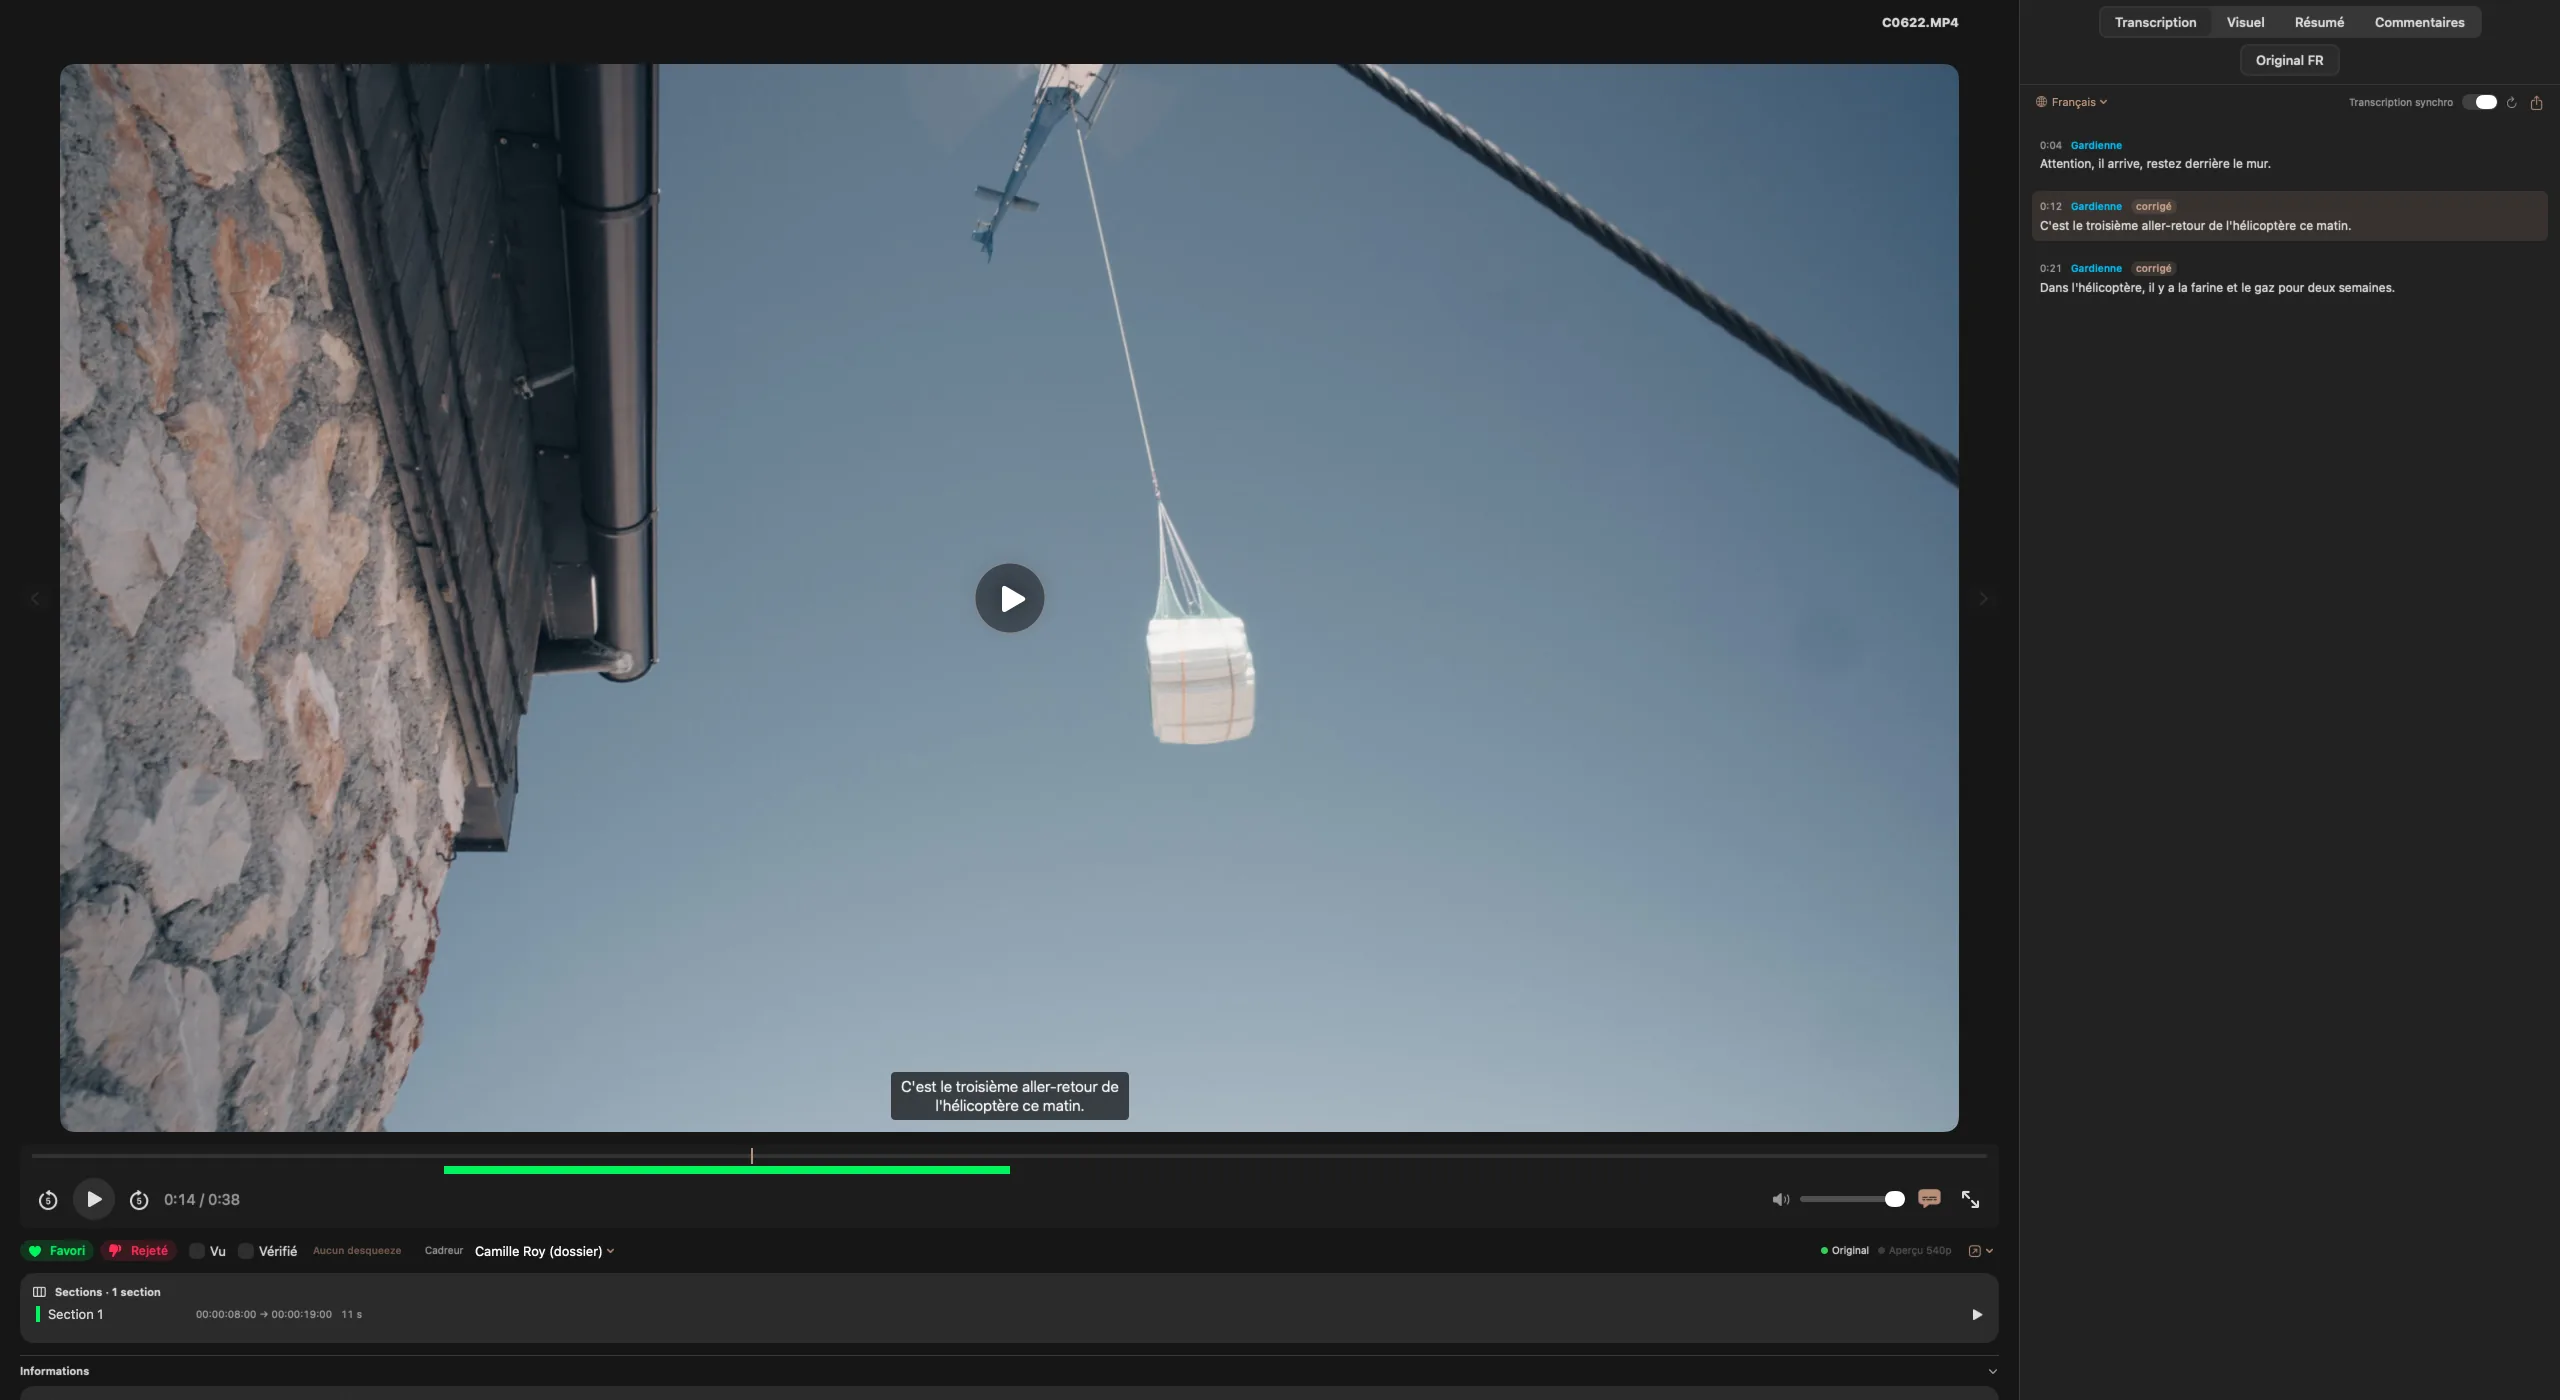 C0622.MP4
Transcription Visuel Résumé Commentaires
Original FR
Français Transcription synchro
0:04 Gardienne
Attention, il arrive, restez derrière le mur.
0:12 Gardienne corrigé
C'est le troisième aller-retour de l'hélicoptère ce matin.
0:21 Gardienne corrigé
Dans l'hélicoptère, il y a la farine et le gaz pour deux semaines.
C'est le troisième aller-retour de
l'hélicoptère ce matin.
5 5 0:14 / 0:38
Favori Rejeté Vu Vérifié Aucun desqueeze Cadreur Camille Roy (dossier) Original Aperçu 540p
Sections · 1 section
Section 1 00:00:08:00 → 00:00:19:00 11 s
Informations